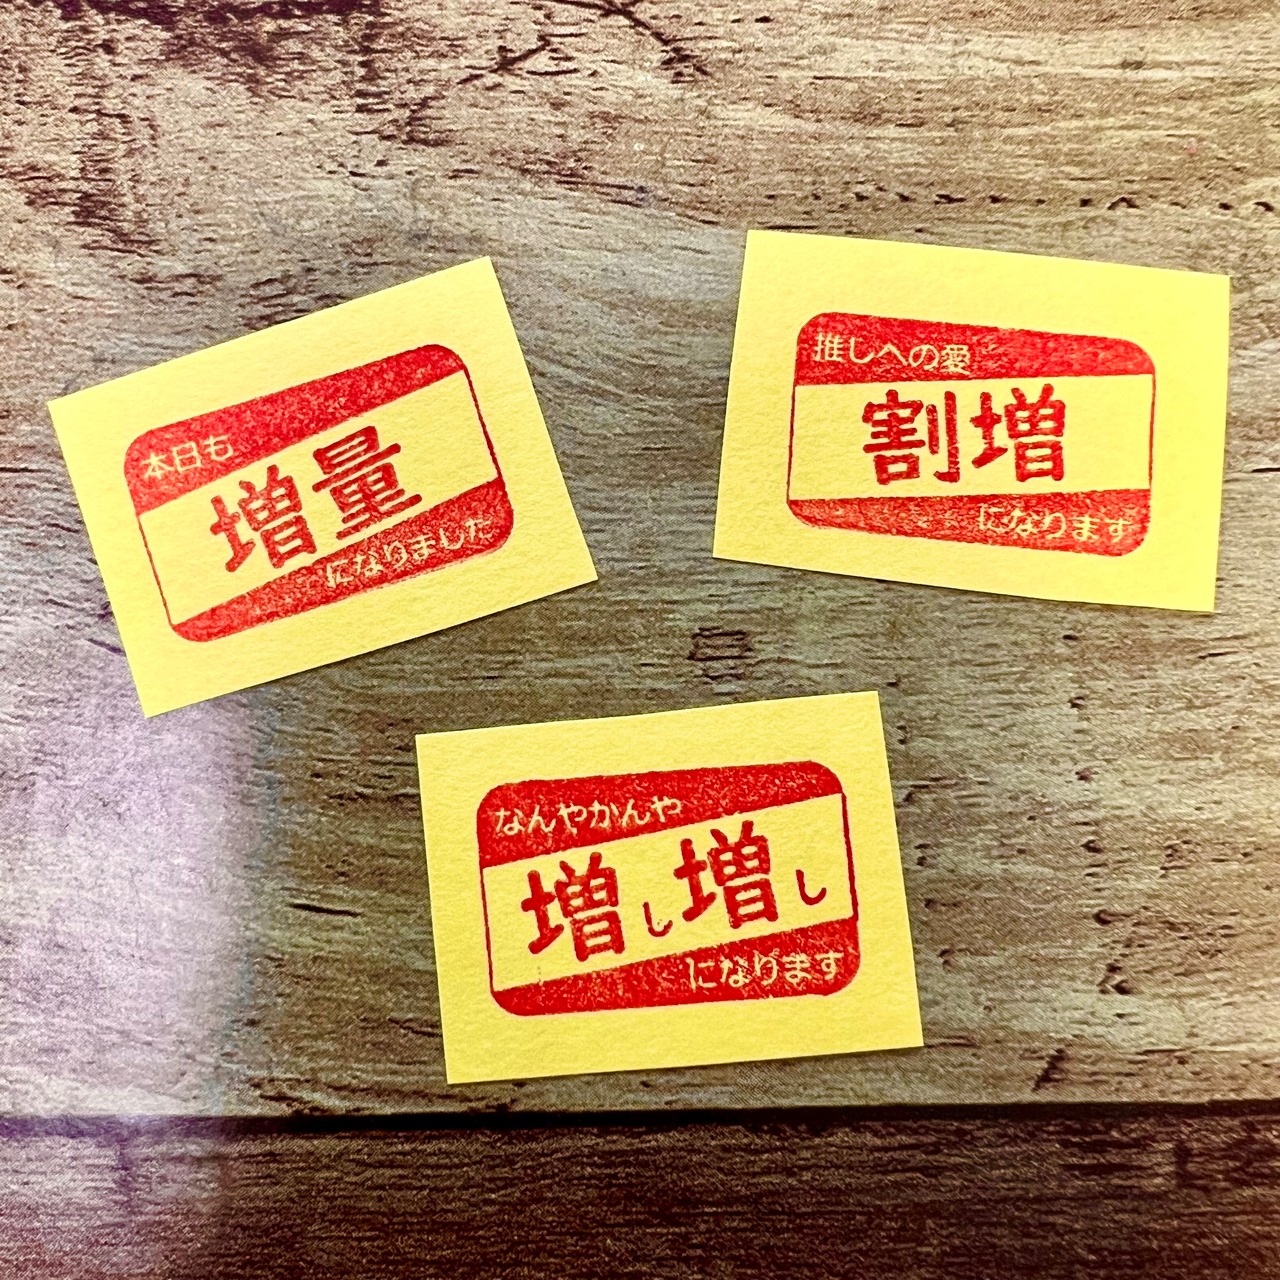 本日も
増量
になりました
推しへの愛
割増
になります
なんやかんや
増し増し
になります